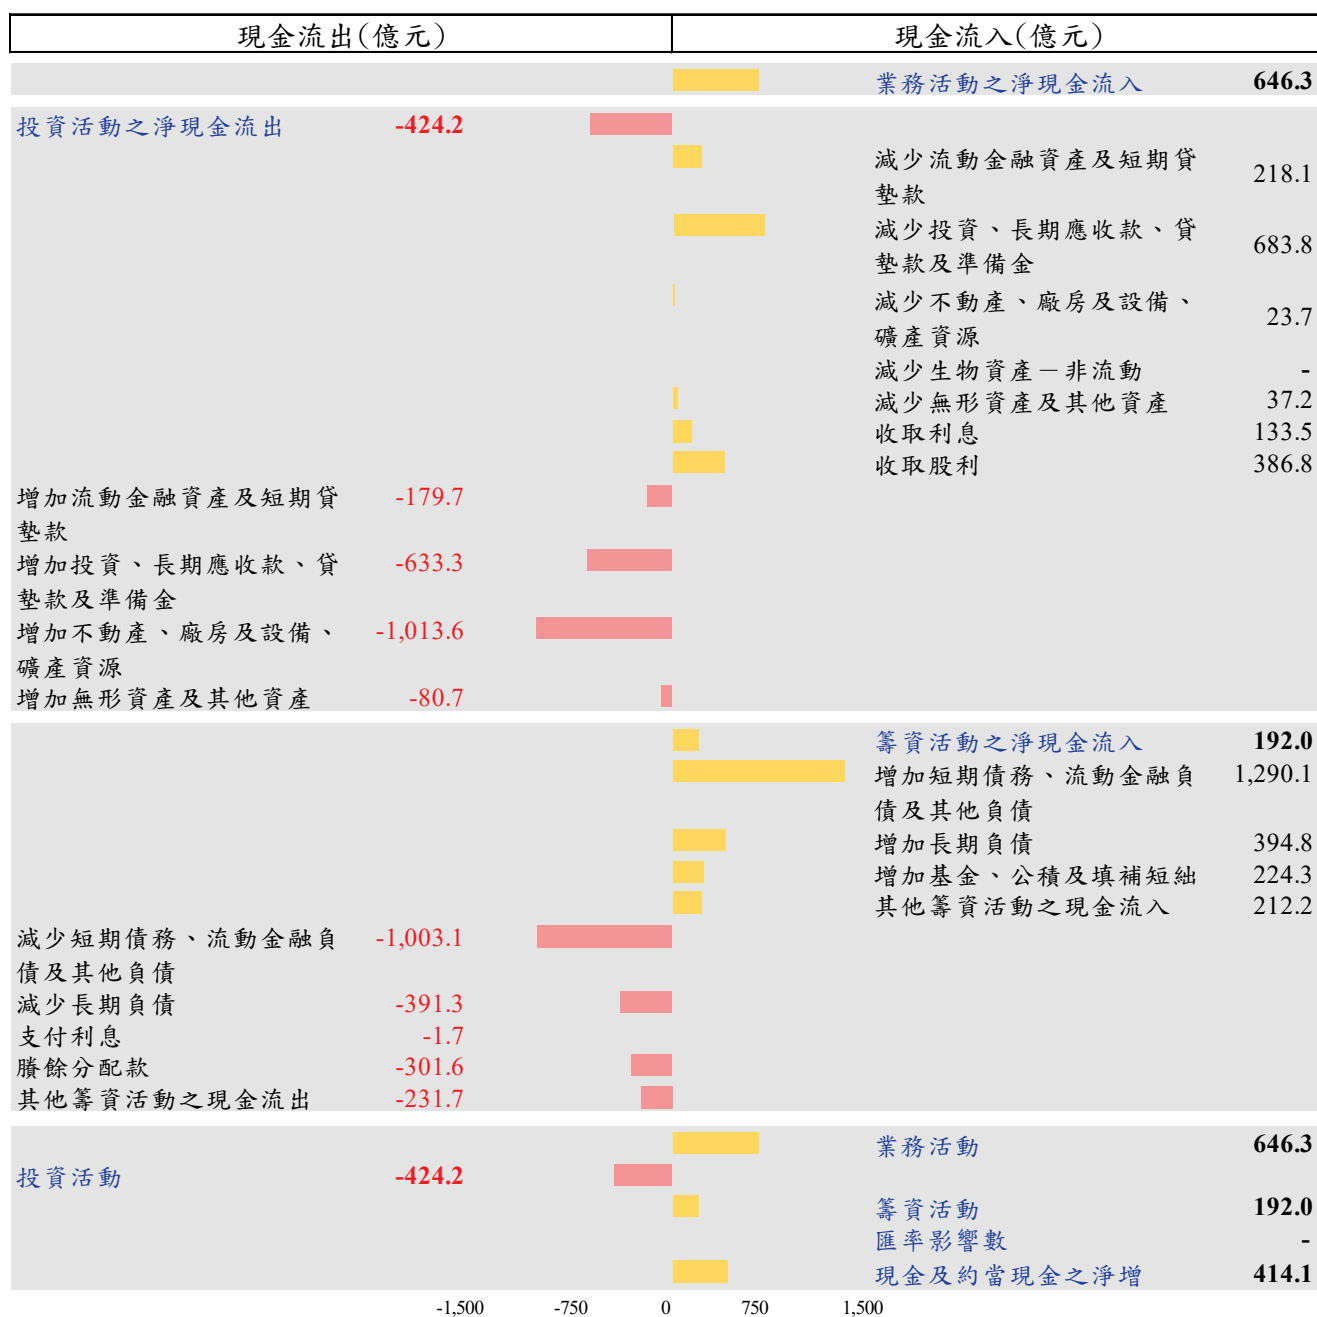 現金流出(億元) 現金流入(億元)
業務活動之淨現金流入 646.3
投資活動之淨現金流出 -424.2
減少流動金融資產及短期貸
墊款 218.1
減少投資、長期應收款、貸
墊款及準備金 683.8
減少不動產、廠房及設備、
礦產資源 23.7
減少生物資產－非流動 -
減少無形資產及其他資產 37.2
收取利息 133.5
收取股利 386.8
增加流動金融資產及短期貸 -179.7
墊款
增加投資、長期應收款、貸 -633.3
墊款及準備金
增加不動產、廠房及設備、 -1,013.6
礦產資源
增加無形資產及其他資產 -80.7
籌資活動之淨現金流入 192.0
增加短期債務、流動金融負 1,290.1
債及其他負債
增加長期負債 394.8
增加基金、公積及填補短絀 224.3
其他籌資活動之現金流入 212.2
減少短期債務、流動金融負 -1,003.1
債及其他負債
減少長期負債 -391.3
支付利息 -1.7
賸餘分配款 -301.6
其他籌資活動之現金流出 -231.7
業務活動 646.3
投資活動 -424.2
籌資活動 192.0
匯率影響數 -
現金及約當現金之淨增 414.1
-1,500 -750 0 750 1,500